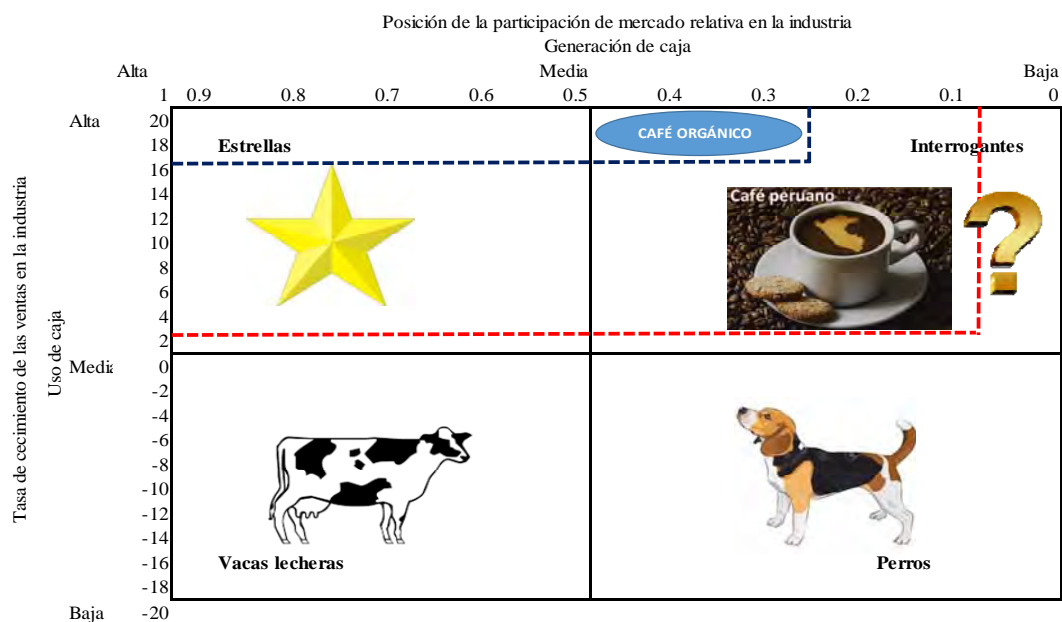 Posición de la participación de mercado relativa en la industria
Generación de caja
Alta Media Baja
1 0.9 0.8 0.7 0.6 0.5 0.4 0.3 0.2 0.1 0
Tasa de cecimiento de las ventas en la industria
Uso de caja
Alta 20
18
16
14
12
10
8
6
4
2
Media 0
-2
-4
-6
-8
-10
-12
-14
-16
-18
Baja -20
CAFÉ ORGÁNICO
Estrellas
Interrogantes
Café peruano
Vacas lecheras
Perros